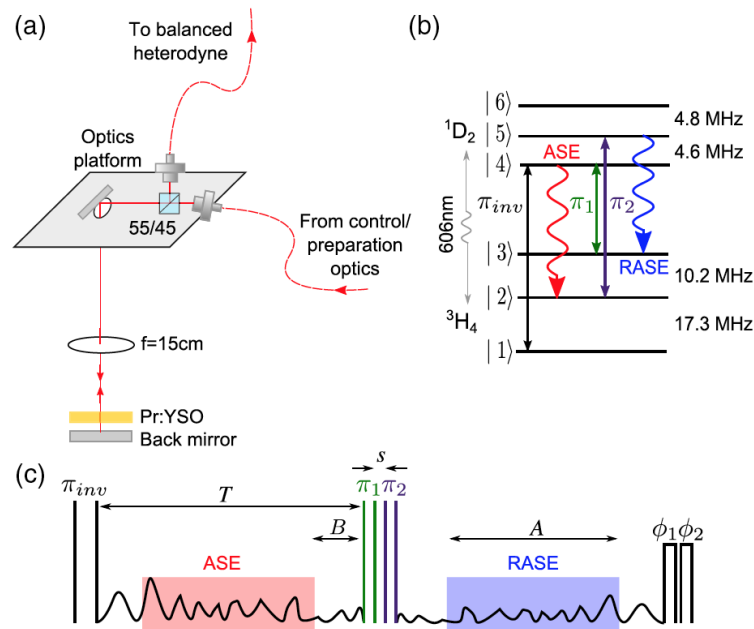 (a)
To balanced
heterodyne
Optics
platform
55/45
From control/
preparation
optics
f=15cm
Pr:YSO
Back mirror
(b)
|6⟩
4.8 MHz
¹D₂
|5⟩
ASE
4.6 MHz
|4⟩
π_inv
π₁
π₂
606nm
|3⟩
RASE
10.2 MHz
|2⟩
³H₄
17.3 MHz
|1⟩
(c)
π_inv
T
s
π₁ π₂
B
A
ϕ₁ ϕ₂
ASE
RASE